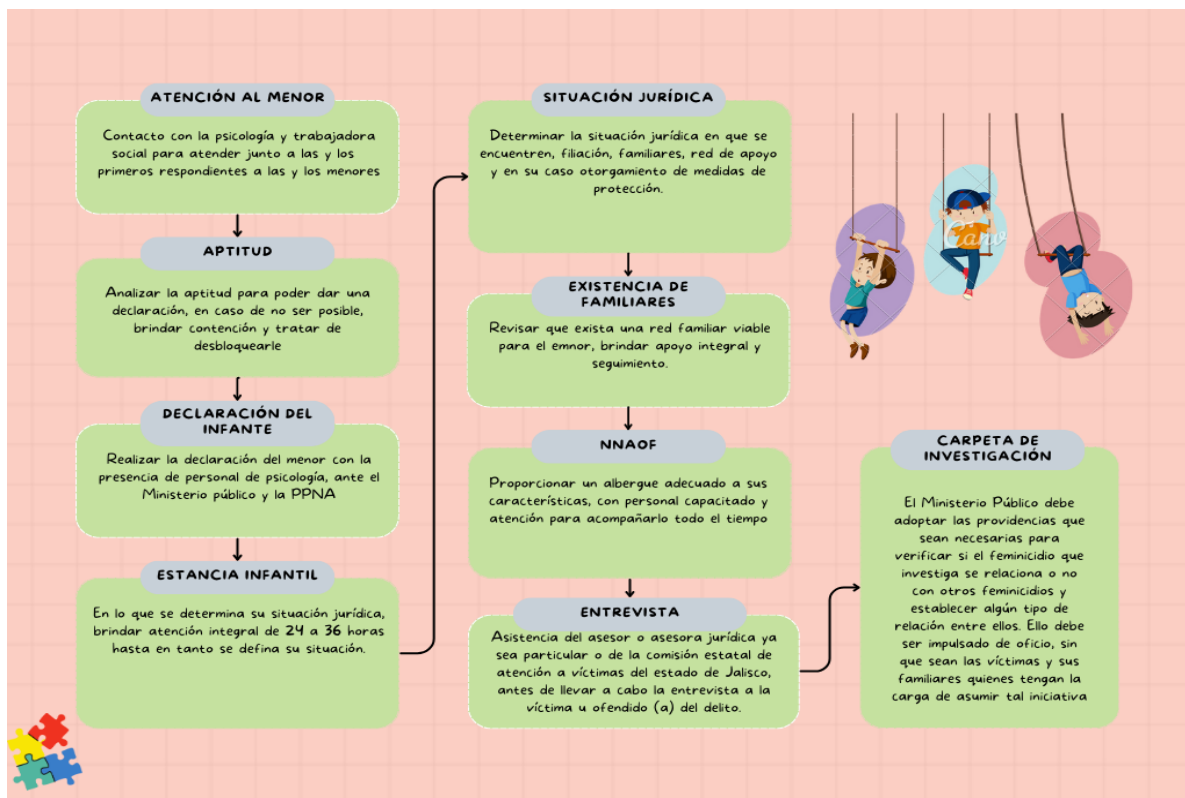 ATENCIÓN AL MENOR
Contacto con la psicología y trabajadora
social para atender junto a las y los
primeros respondientes a las y los menores
APTITUD
Analizar la aptitud para poder dar una
declaración, en caso de no ser posible,
brindar contención y tratar de
desbloquearle
DECLARACIÓN DEL
INFANTE
Realizar la declaración del menor con la
presencia de personal de psicología, ante el
Ministerio público y la PPNA
ESTANCIA INFANTIL
En lo que se determina su situación jurídica,
brindar atención integral de 24 a 36 horas
hasta en tanto se defina su situación.
SITUACIÓN JURÍDICA
Determinar la situación jurídica en que se
encuentren, filiación, familiares, red de apoyo
y en su caso otorgamiento de medidas de
protección.
EXISTENCIA DE
FAMILIARES
Revisar que exista una red familiar viable
para el emnor, brindar apoyo integral y
seguimiento.
NNAOF
Proporcionar un albergue adecuado a sus
características, con personal capacitado y
atención para acompañarlo todo el tiempo
ENTREVISTA
Asistencia del asesor o asesora jurídica ya
sea particular o de la comisión estatal de
atención a víctimas del estado de Jalisco,
antes de llevar a cabo la entrevista a la
víctima u ofendido (a) del delito.
CARPETA DE
INVESTIGACIÓN
El Ministerio Público debe
adoptar las providencias que
sean necesarias para
verificar si el feminicidio que
investiga se relaciona o no
con otros feminicidios y
establecer algún tipo de
relación entre ellos. Ello debe
ser impulsado de oficio, sin
que sean las víctimas y sus
familiares quienes tengan la
carga de asumir tal iniciativa